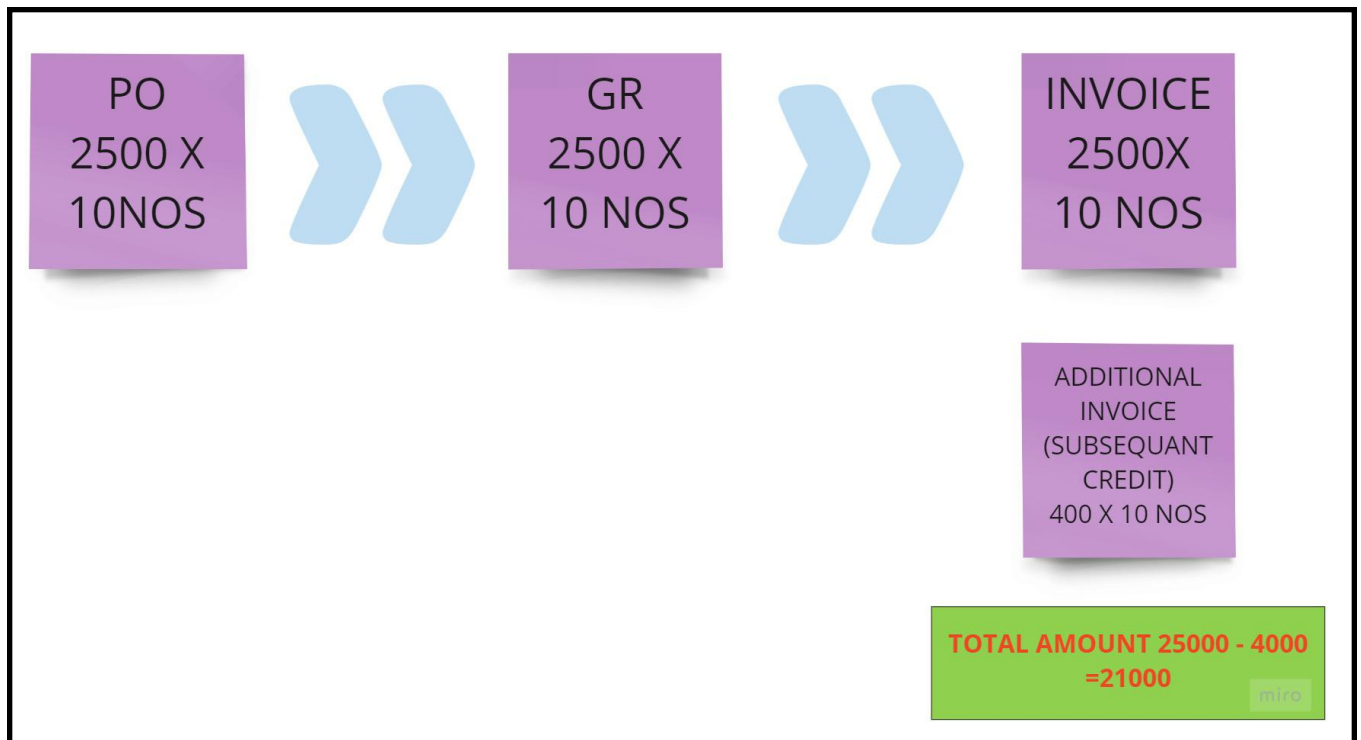 PO
2500 X
10NOS
GR
2500 X
10 NOS
INVOICE
2500X
10 NOS
ADDITIONAL
INVOICE
(SUBSEQUANT
CREDIT)
400 X 10 NOS
TOTAL AMOUNT 25000 - 4000
=21000
miro